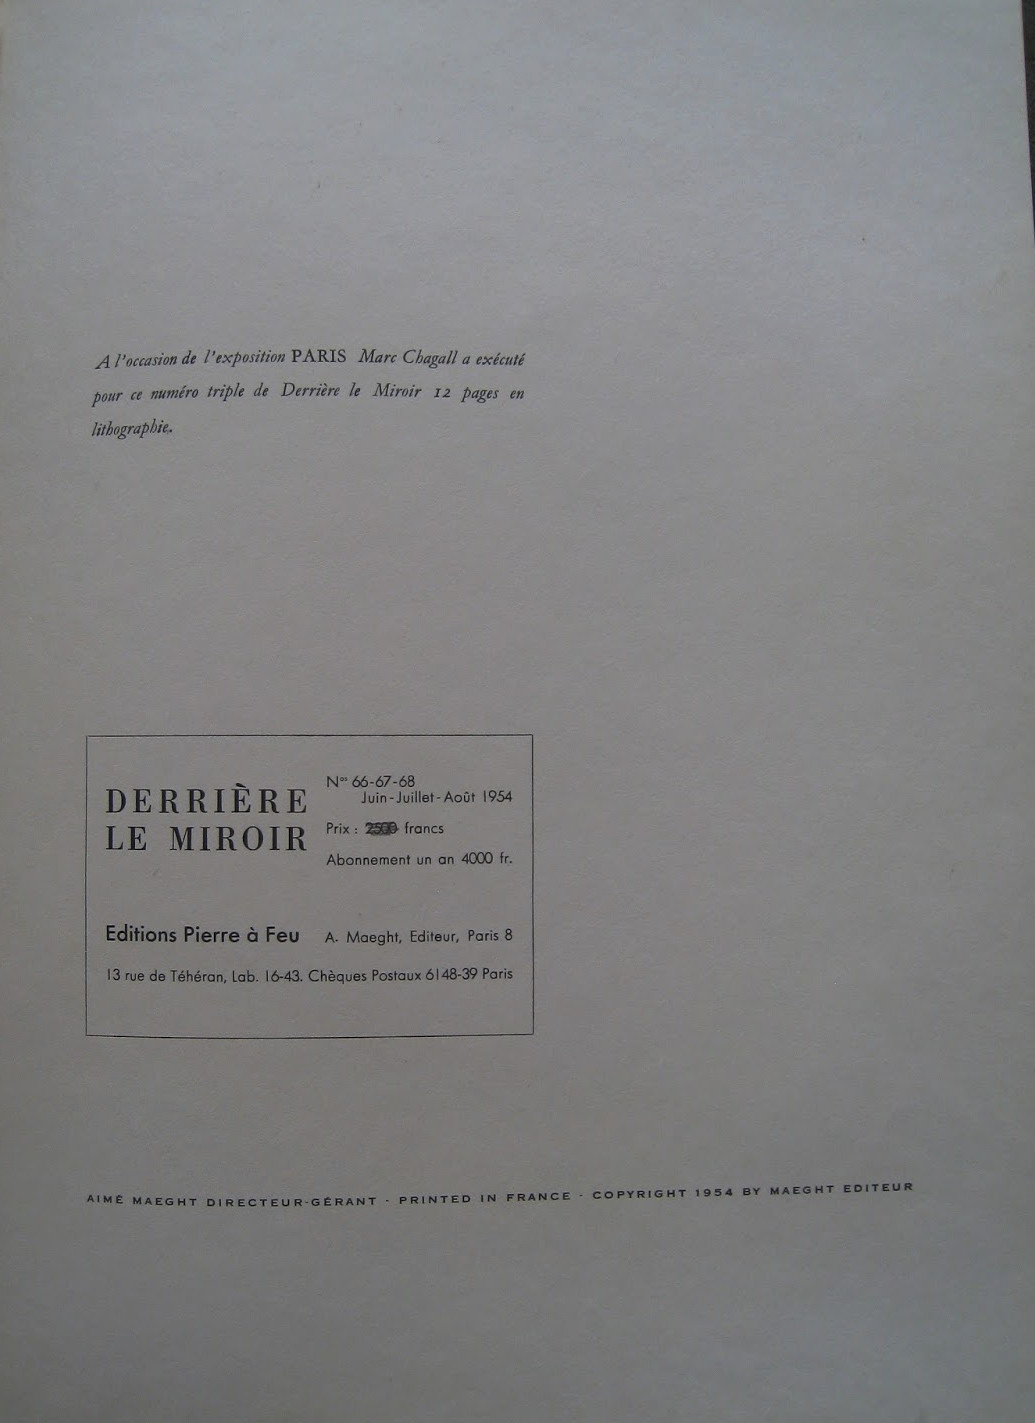 A l'occasion de l'exposition PARIS Marc Chagall a exécuté
pour ce numéro triple de Derrière le Miroir 12 pages en
lithographie.
DERRIÈRE
LE MIROIR
Nos 66-67-68
Juin-Juillet-Août 1954
Prix : francs
Abonnement un an 4000 fr.
Editions Pierre à Feu A. Maeght, Editeur, Paris 8
13 rue de Téhéran, Lab. 16-43. Chèques Postaux 6148-39 Paris
AIMÉ MAEGHT DIRECTEUR-GÉRANT - PRINTED IN FRANCE - COPYRIGHT 1954 BY MAEGHT EDITEUR